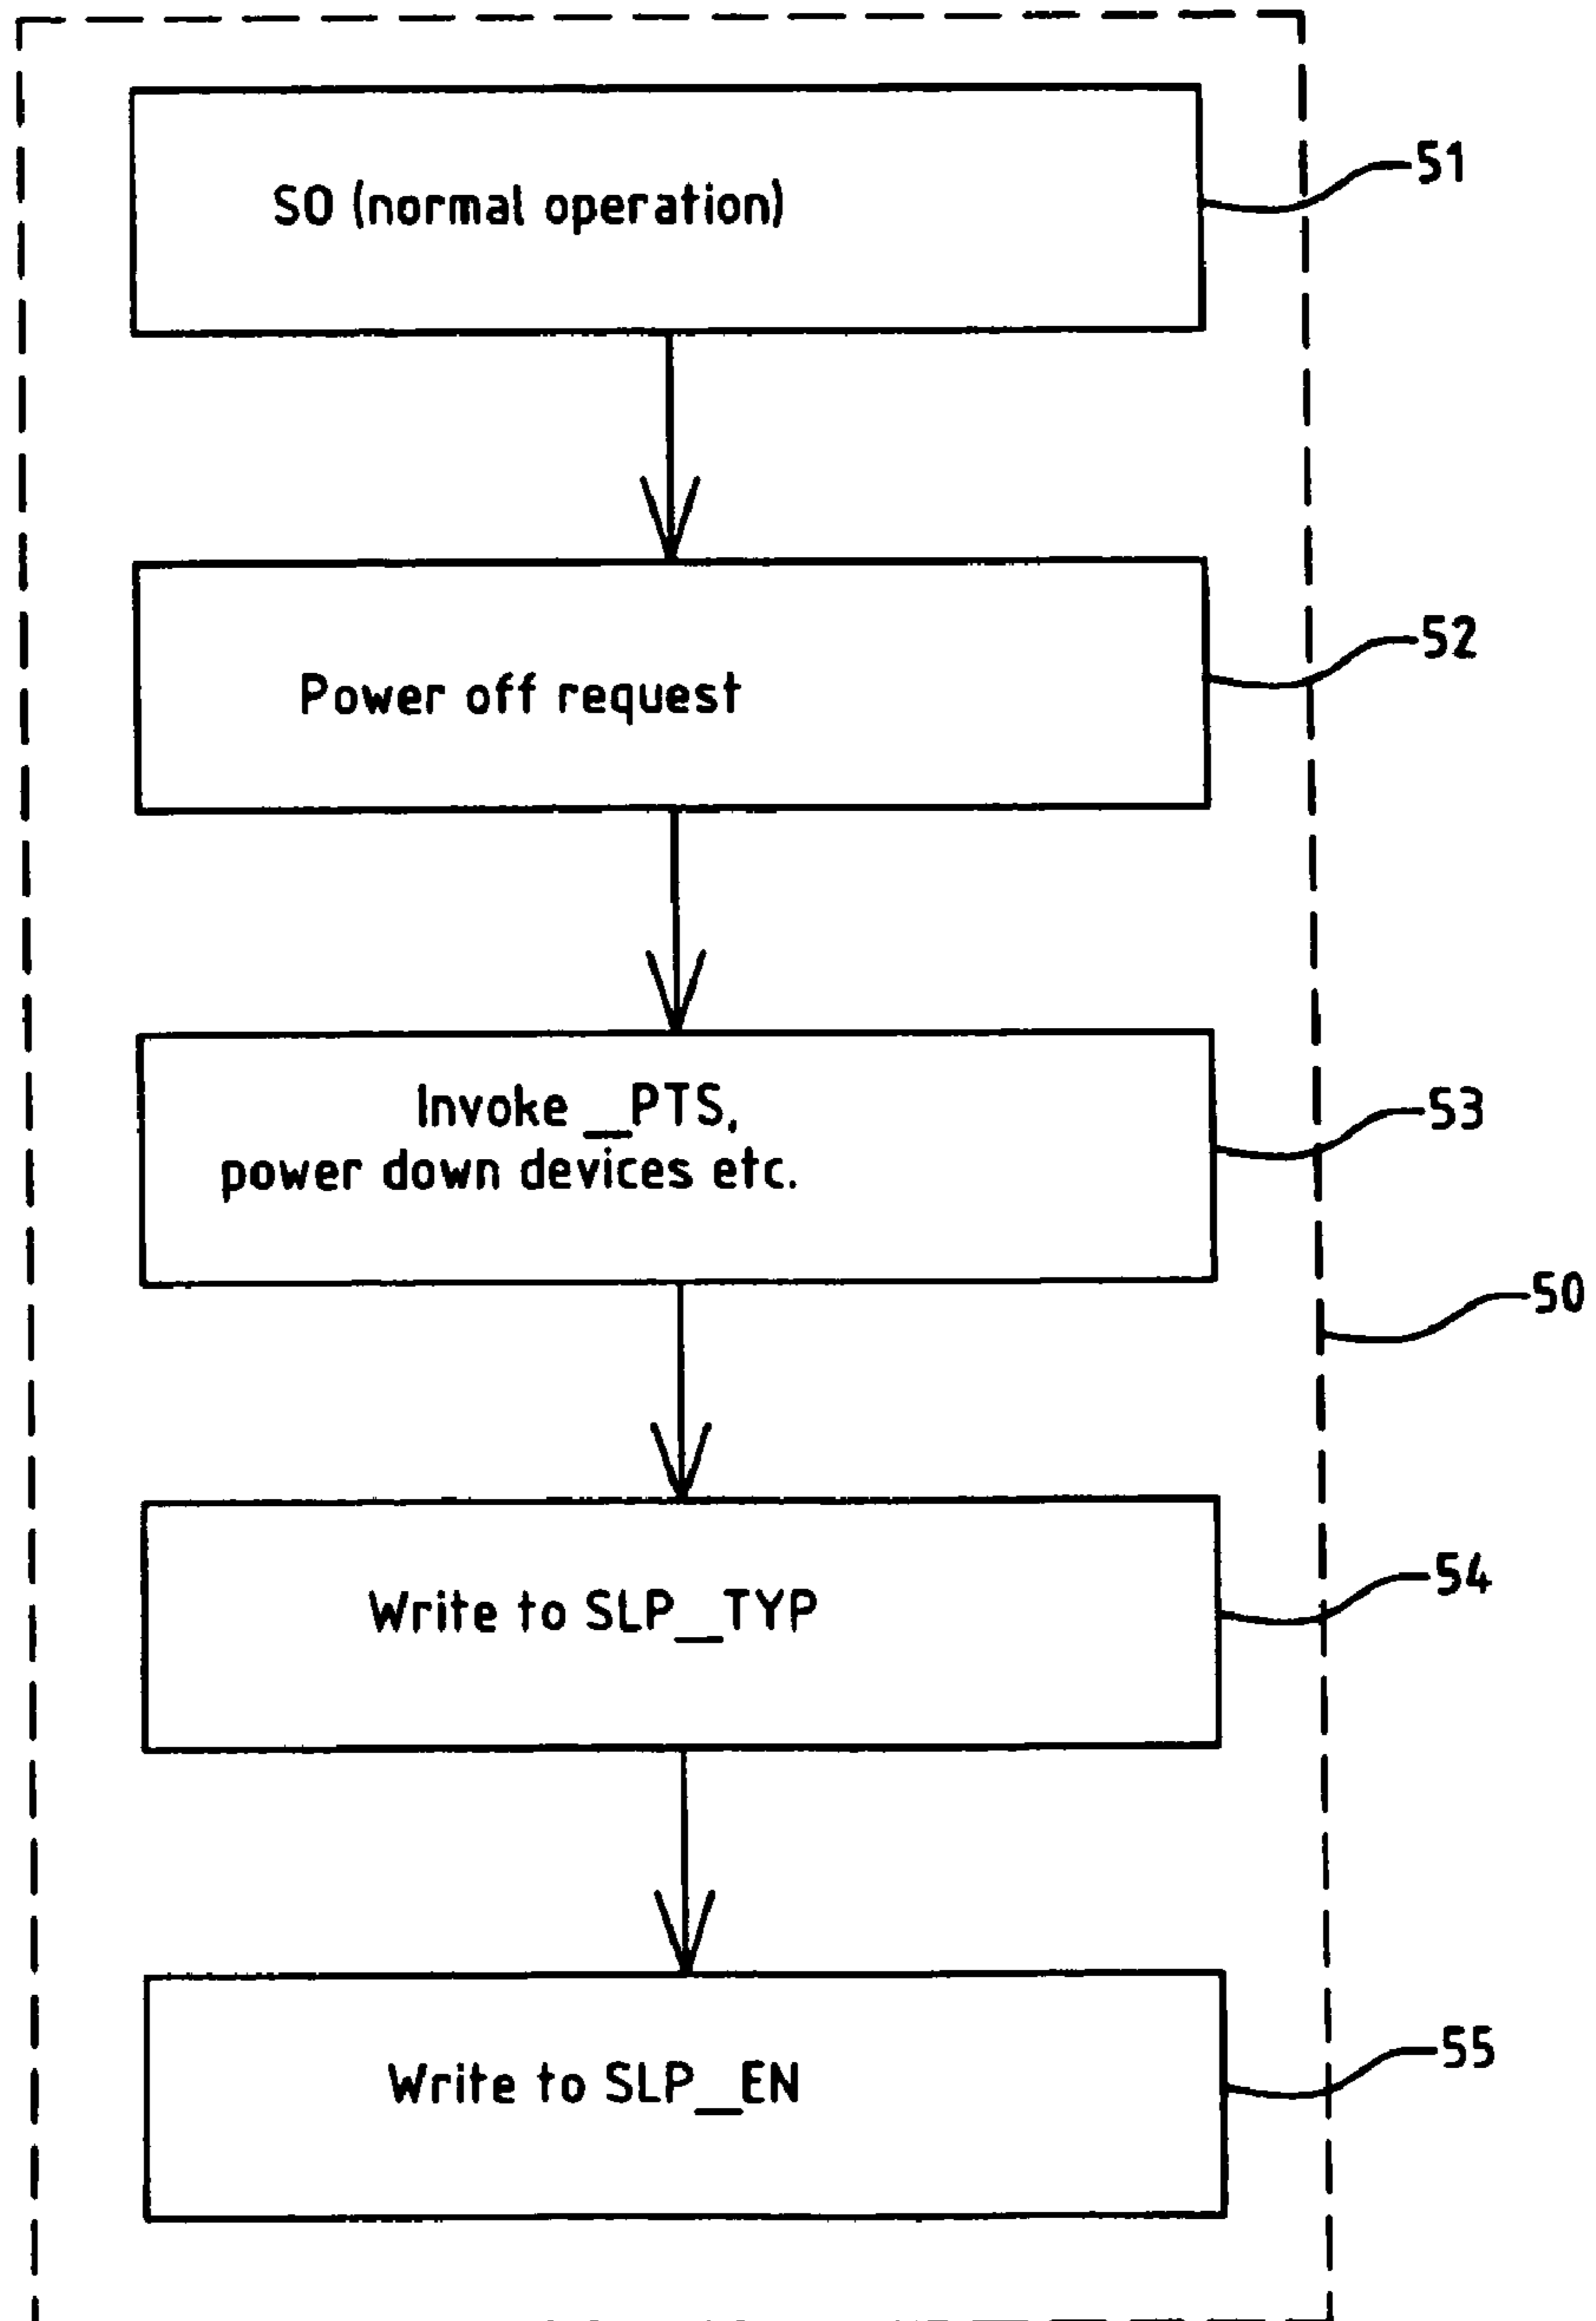 S0 (normal operation)
51
Power off request
52
Invoke _PTS,
power down devices etc.
53
50
Write to SLP_TYP
54
Write to SLP_EN
55